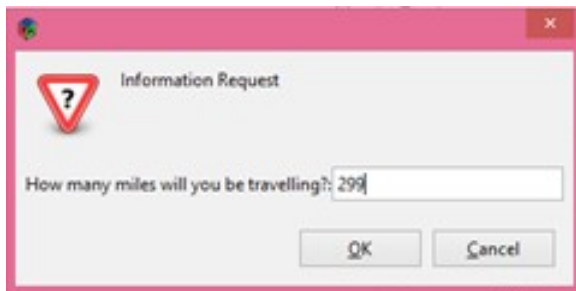 Information Request
?
How many miles will you be travelling?: 299
OK Cancel